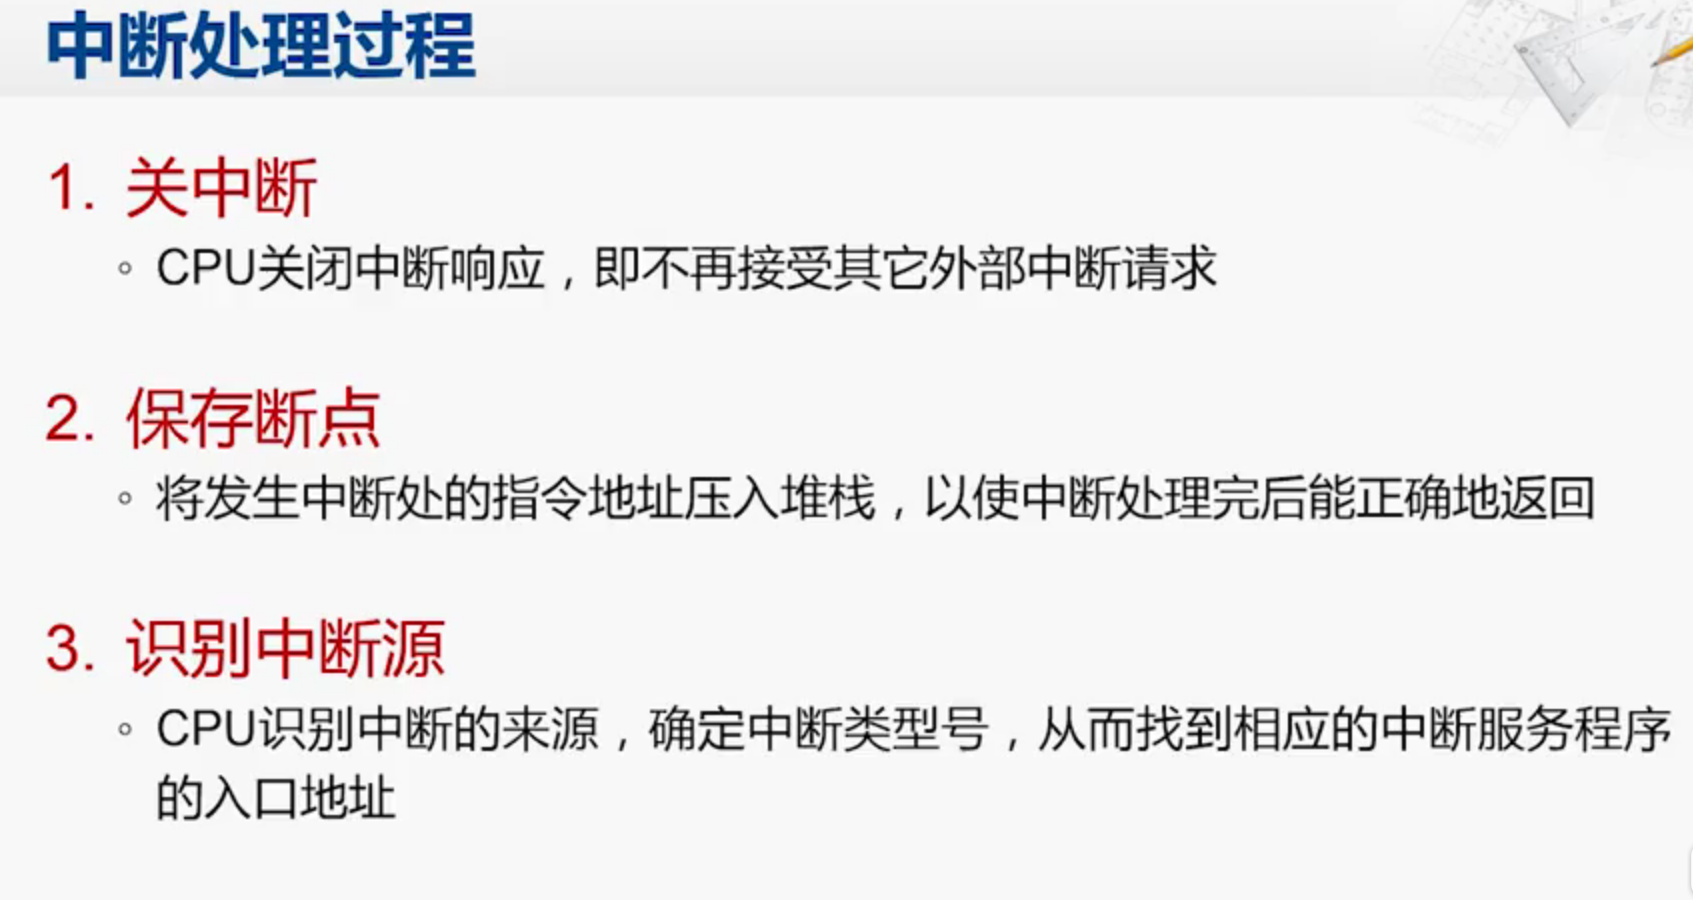 中断处理过程
1. 关中断
◦ CPU关闭中断响应，即不再接受其它外部中断请求
2. 保存断点
◦ 将发生中断处的指令地址压入堆栈，以使中断处理完后能正确地返回
3. 识别中断源
◦ CPU识别中断的来源，确定中断类型号，从而找到相应的中断服务程序
的入口地址